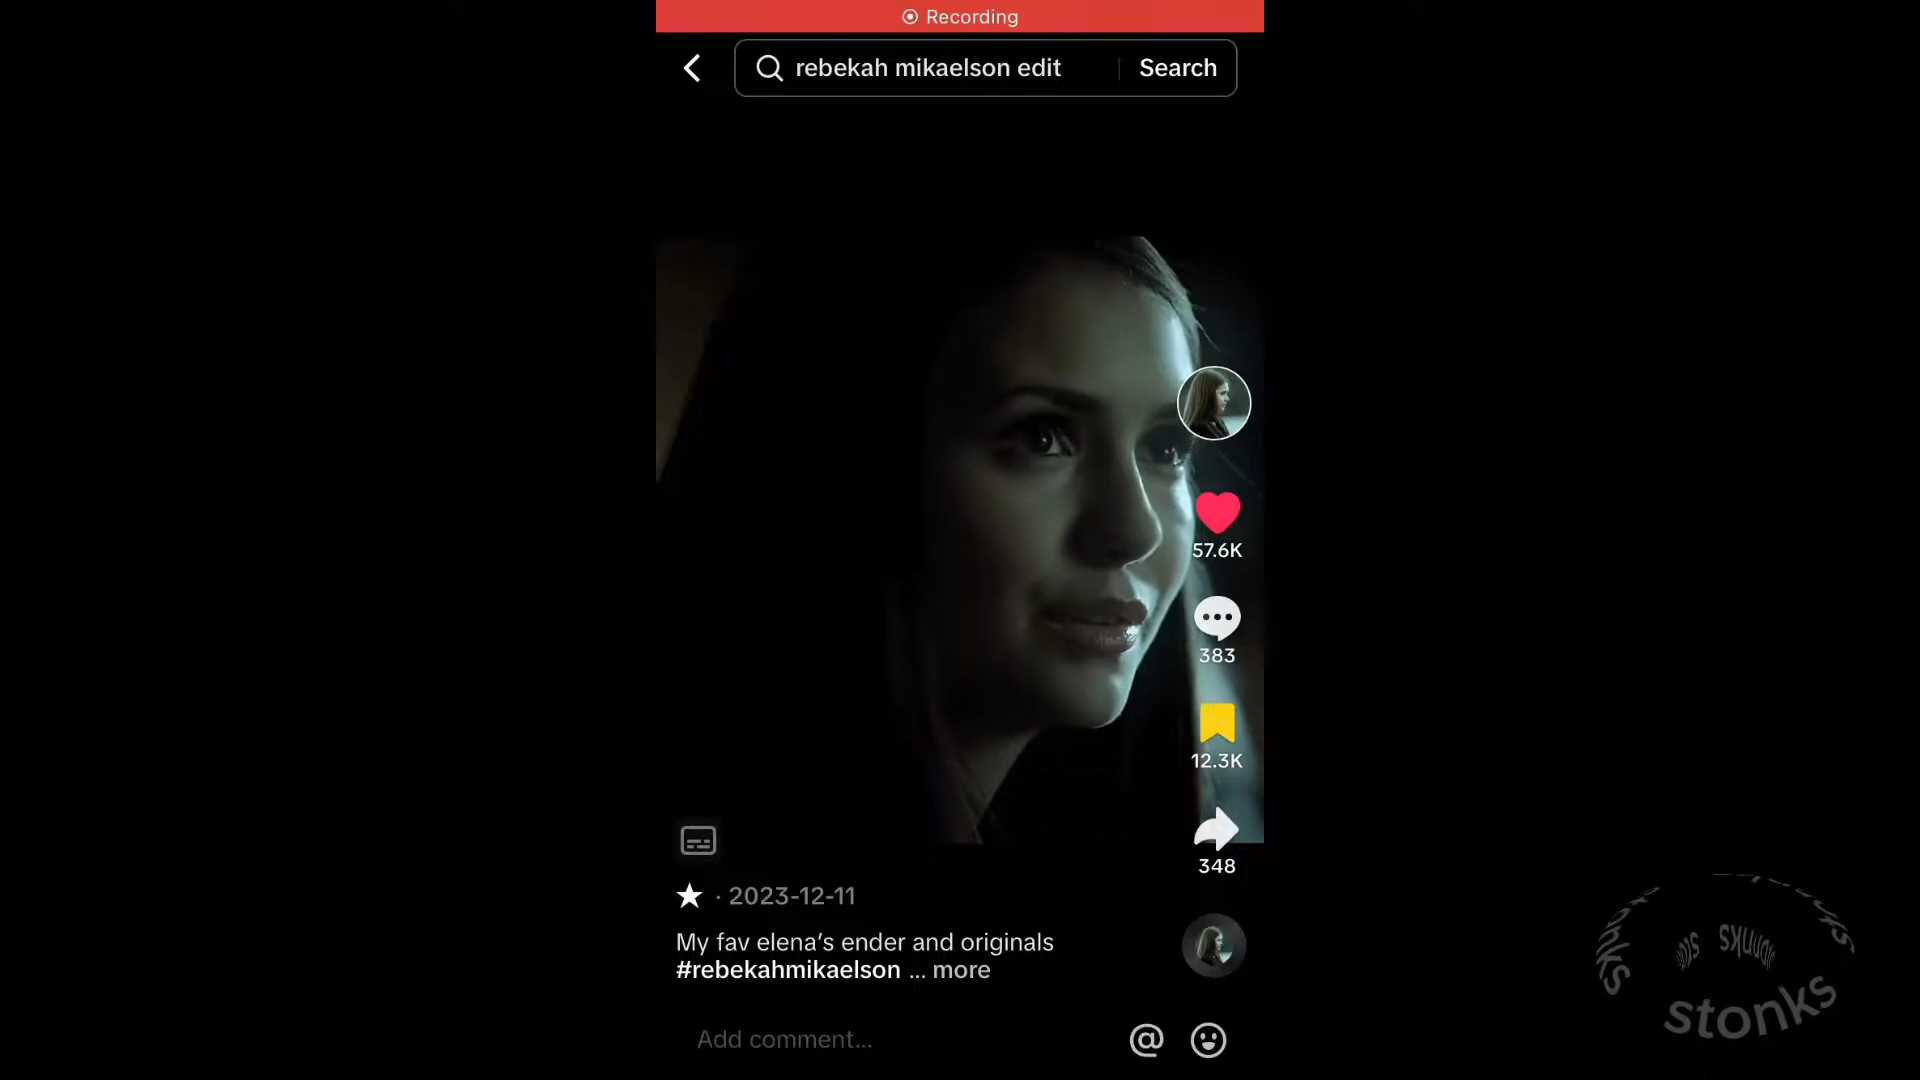 Recording
rebekah mikaelson edit
Search
57.6K
383
12.3K
348
· 2023-12-11
My fav elena’s ender and originals
#rebekahmikaelson ... more
Add comment...
@
stonks
stonks